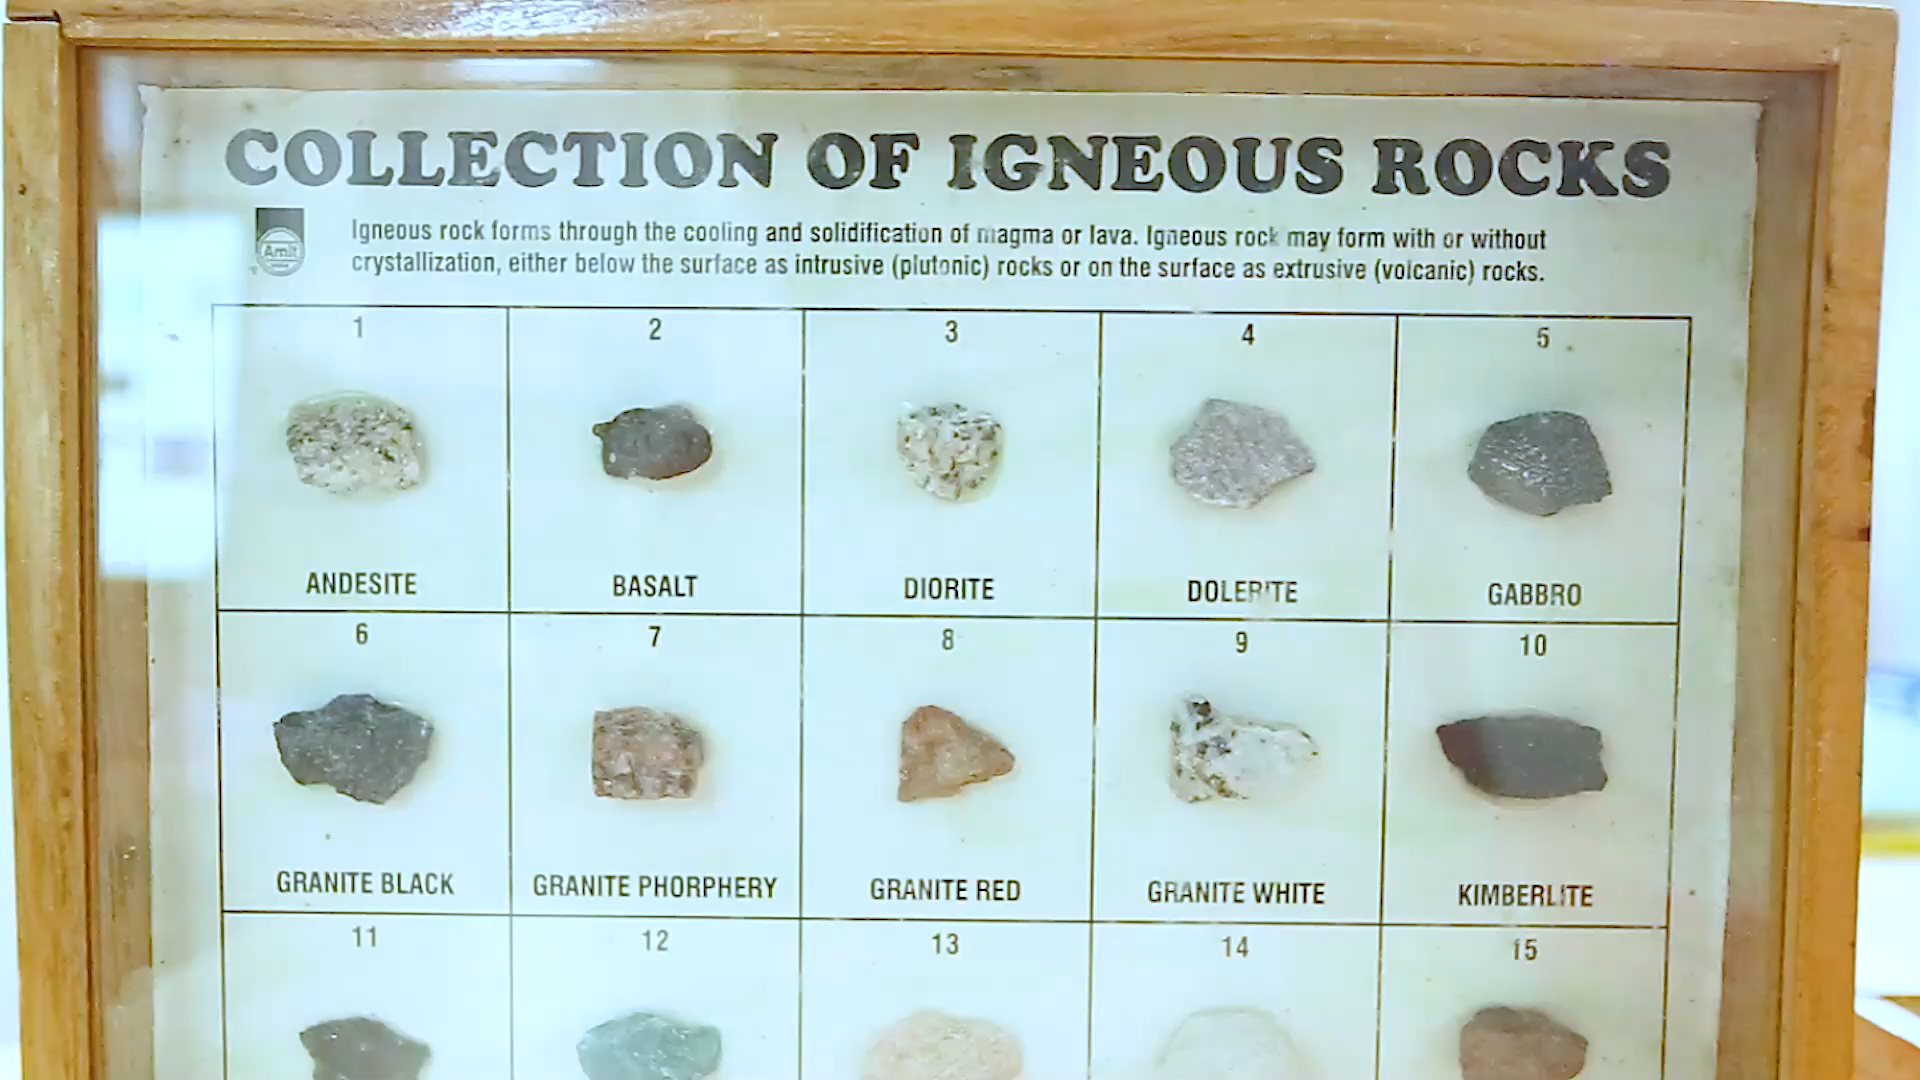 COLLECTION OF IGNEOUS ROCKS
Amit
Igneous rock forms through the cooling and solidification of magma or lava. Igneous rock may form with or without
crystallization, either below the surface as intrusive (plutonic) rocks or on the surface as extrusive (volcanic) rocks.
1 2 3 4 5
ANDESITE BASALT DIORITE DOLERITE GABBRO
6 7 8 9 10
GRANITE BLACK GRANITE PHORPHERY GRANITE RED GRANITE WHITE KIMBERLITE
11 12 13 14 15